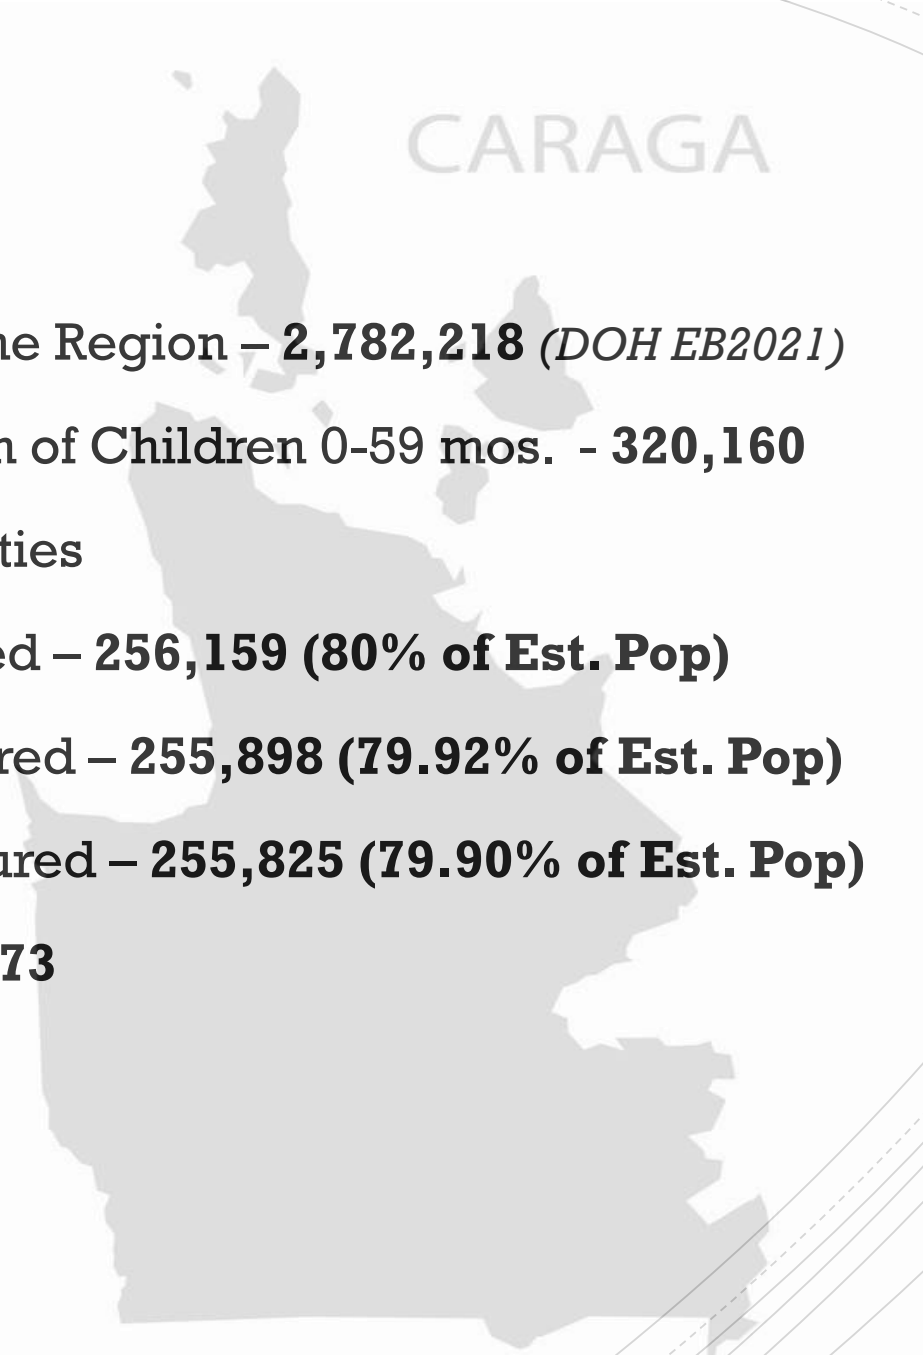 CARAGA
he Region – 2,782,218 (DOH EB2021)
of Children 0-59 mos. - 320,160
ties
ed – 256,159 (80% of Est. Pop)
red – 255,898 (79.92% of Est. Pop)
ured – 255,825 (79.90% of Est. Pop)
73